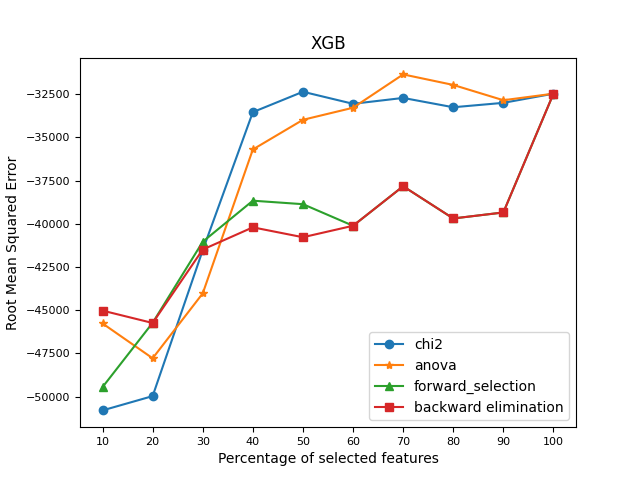 XGB
Root Mean Squared Error
−32500
−35000
−37500
−40000
−42500
−45000
−47500
−50000
chi2
anova
forward_selection
backward elimination
10 20 30 40 50 60 70 80 90 100
Percentage of selected features